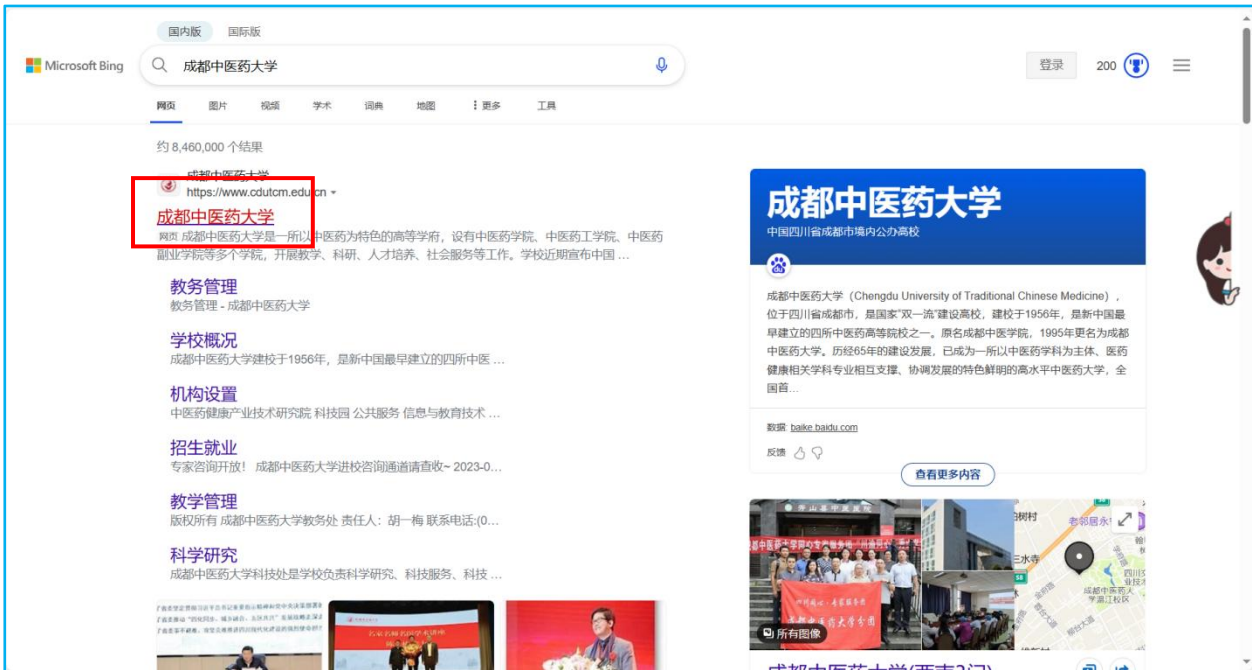 国内版 国际版
Microsoft Bing
成都中医药大学
登录 200
网页 图片 视频 学术 词典 地图 更多 工具
约 8,460,000 个结果
成都中医药大学
https://www.cdutcm.edu.cn
成都中医药大学
网页 成都中医药大学是一所以中医药为特色的高等学府，设有中医药学院、中医药工学院、中医药
副业学院等多个学院，开展教学、科研、人才培养、社会服务等工作。学校近期宣布中国 ...
教务管理
教务管理 - 成都中医药大学
学校概况
成都中医药大学建校于1956年，是新中国最早建立的四所中医 ...
机构设置
中医药健康产业技术研究院 科技园 公共服务 信息与教育技术 ...
招生就业
专家咨询开放！ 成都中医药大学进校咨询通道请查收~ 2023-0...
教学管理
版权所有 成都中医药大学教务处 责任人：胡一梅 联系电话:(0...
科学研究
成都中医药大学科技处是学校负责科学研究、科技服务、科技 ...
成都中医药大学
中国四川省成都市境内公办高校
du
成都中医药大学（Chengdu University of Traditional Chinese Medicine），
位于四川省成都市，是国家“双一流”建设高校，建校于1956年，是新中国最
早建立的四所中医药高等院校之一。原名成都中医学院，1995年更名为成都
中医药大学。历经65年的建设发展，已成为一所以中医药学科为主体、医药
健康相关学科专业相互支撑、协调发展的特色鲜明的高水平中医药大学，全
国首...
数据: baike.baidu.com
反馈
查看更多内容
所有图像
三水寺
成都中医药大
学温江校区